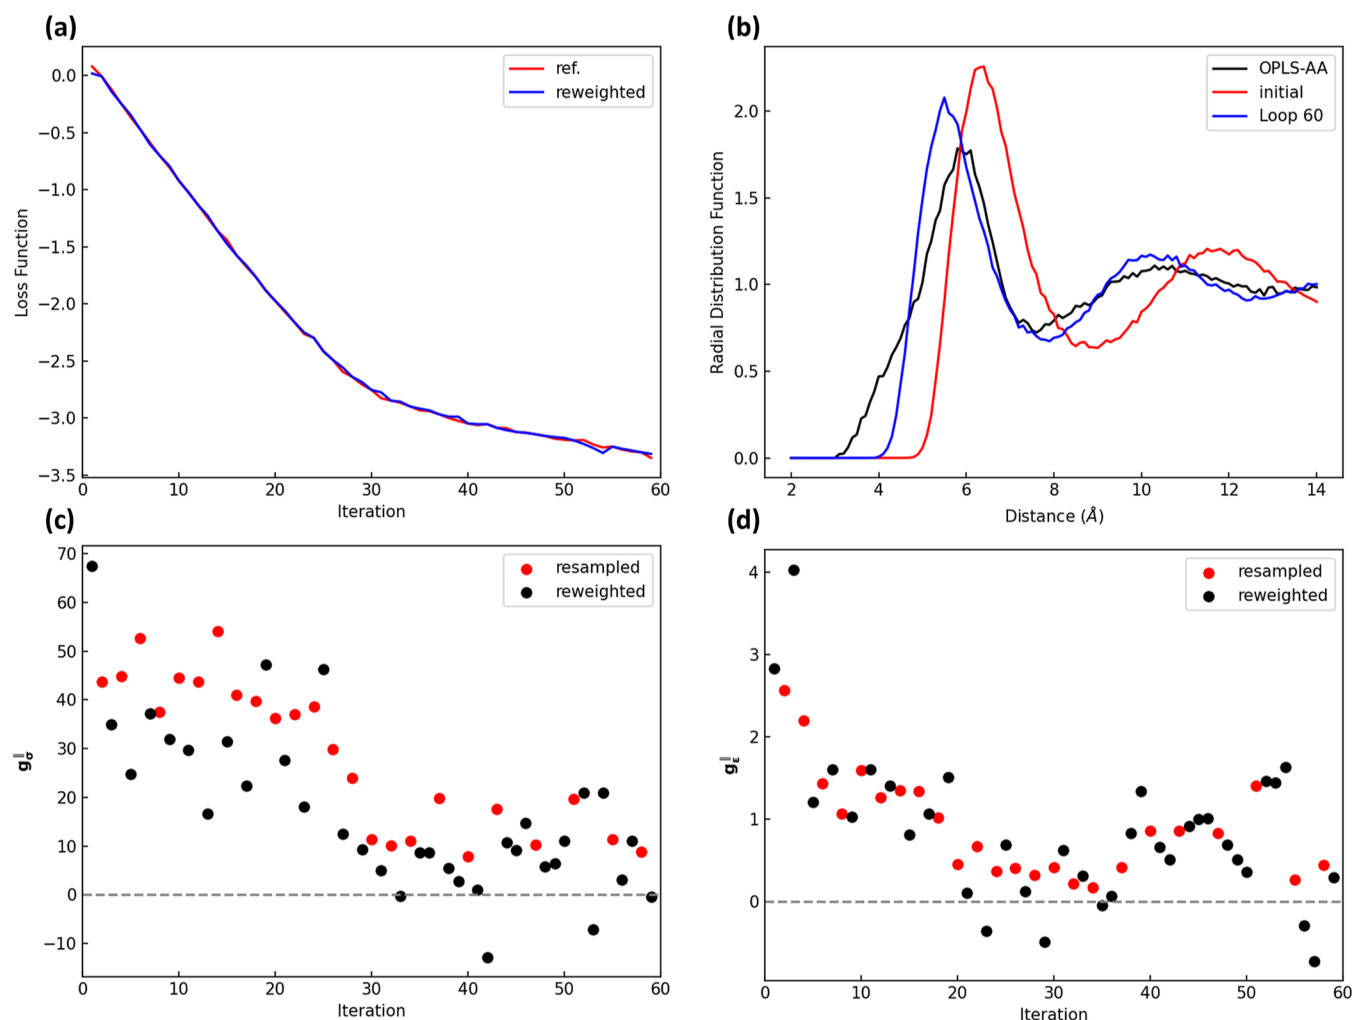 (a)
0.0
−0.5
−1.0
−1.5
−2.0
−2.5
−3.0
−3.5
Loss Function
ref.
reweighted
0 10 20 30 40 50 60
Iteration
(b)
2.0
1.5
1.0
0.5
0.0
Radial Distribution Function
OPLS-AA
initial
Loop 60
2 4 6 8 10 12 14
Distance (Å)
(c)
70
60
50
40
30
20
10
0
−10
g_σ^∥
resampled
reweighted
0 10 20 30 40 50 60
Iteration
(d)
4
3
2
1
0
g_ε^∥
resampled
reweighted
0 10 20 30 40 50 60
Iteration